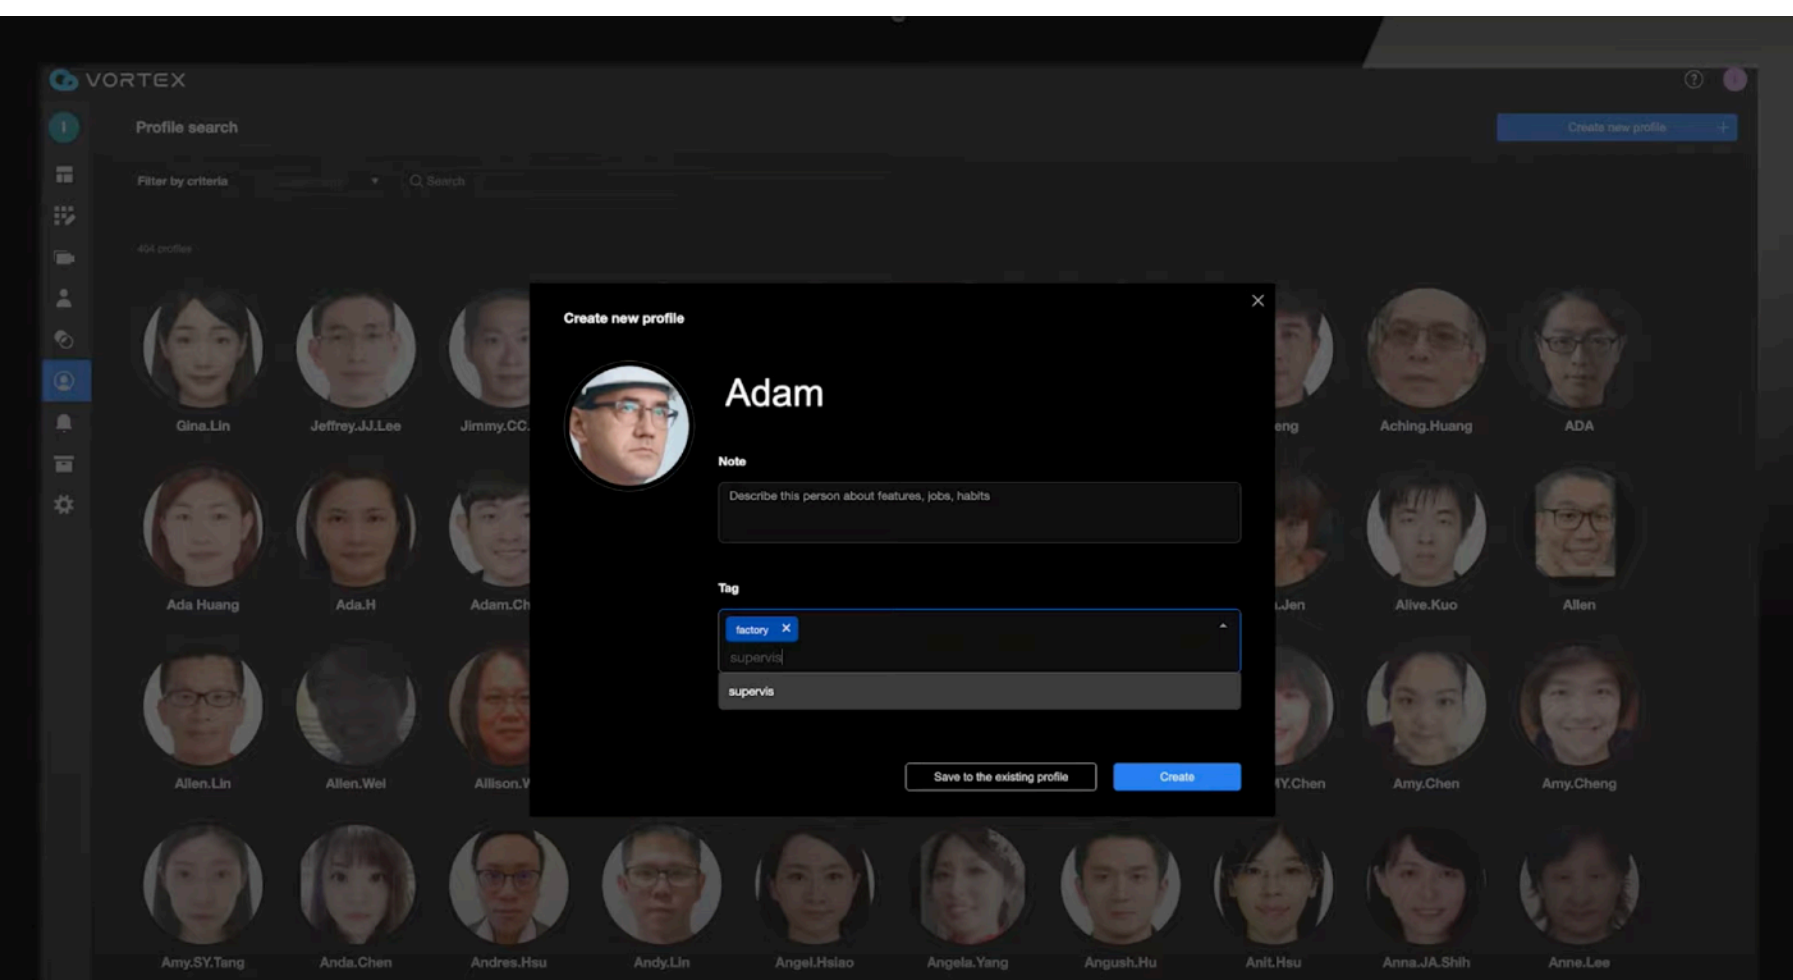 VORTEX
Profile search
Create new profile +
Filter by criteria
Search
404 profiles
Create new profile
Adam
Note
Describe this person about features, jobs, habits
Tag
factory
supervis
supervis
Save to the existing profile
Create
Gina.Lin
Jeffrey.JJ.Lee
Jimmy.CC.
eng
Aching.Huang
ADA
Ada Huang
Ada.H
Adam.Ch
.Jen
Alive.Kuo
Allen
Allen.Lin
Allen.Wei
Allison.W
MY.Chen
Amy.Chen
Amy.Cheng
Amy.SY.Tang
Anda.Chen
Andres.Hsu
Andy.Lin
Angel.Hsiao
Angela.Yang
Angush.Hu
Anit.Hsu
Anna.JA.Shih
Anne.Lee